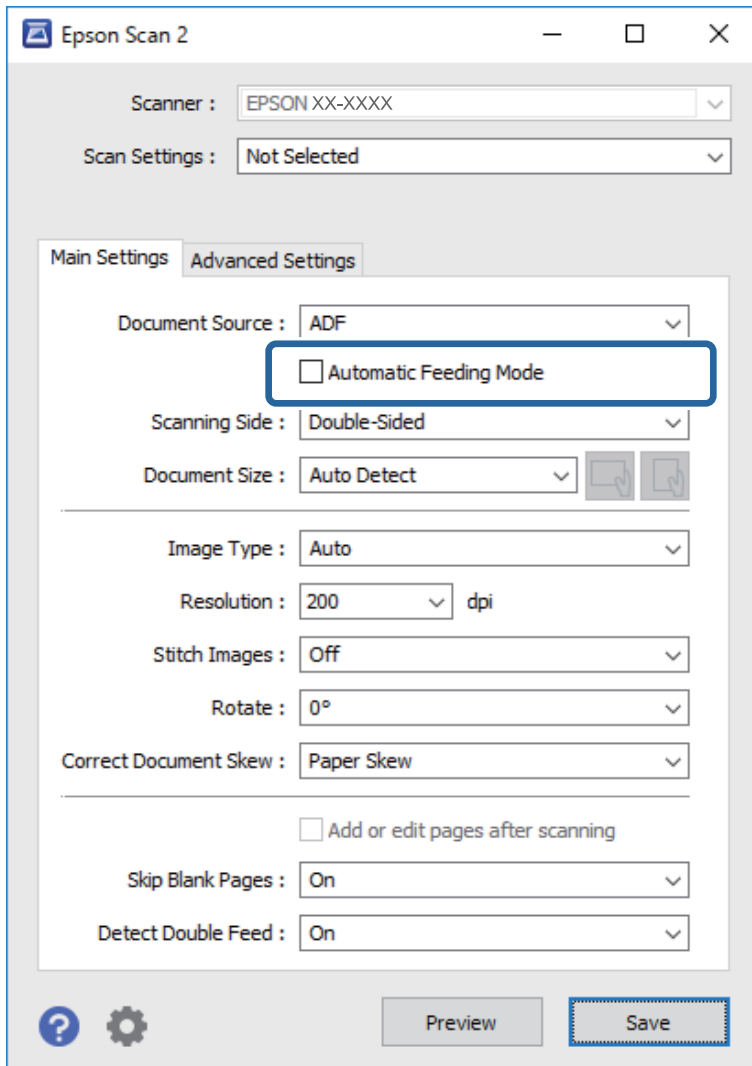 Epson Scan 2
Scanner : EPSON XX-XXXX
Scan Settings : Not Selected
Main Settings Advanced Settings
Document Source : ADF
Automatic Feeding Mode
Scanning Side : Double-Sided
Document Size : Auto Detect
Image Type : Auto
Resolution : 200 dpi
Stitch Images : Off
Rotate : 0°
Correct Document Skew : Paper Skew
Add or edit pages after scanning
Skip Blank Pages : On
Detect Double Feed : On
? Preview Save